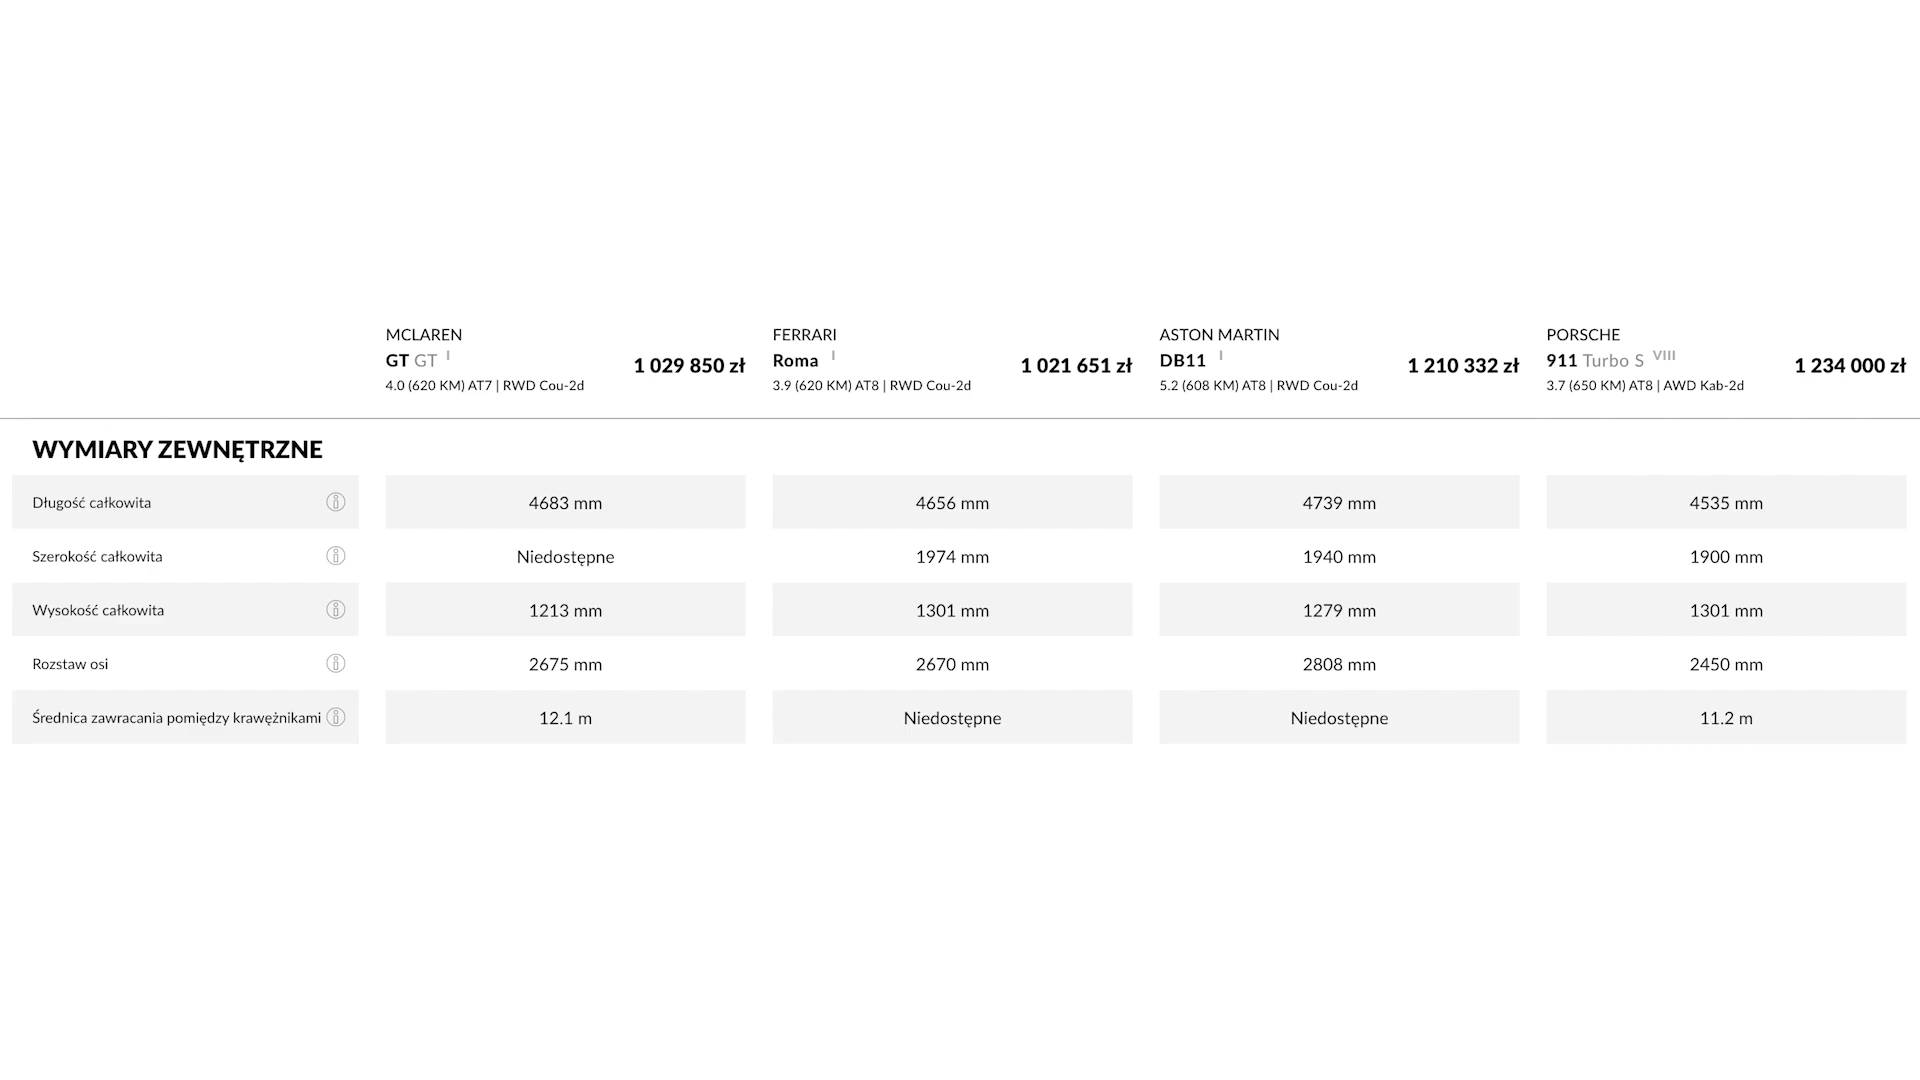 MCLAREN
GT GT I
4.0 (620 KM) AT7 | RWD Cou-2d
1 029 850 zł
FERRARI
Roma I
3.9 (620 KM) AT8 | RWD Cou-2d
1 021 651 zł
ASTON MARTIN
DB11 I
5.2 (608 KM) AT8 | RWD Cou-2d
1 210 332 zł
PORSCHE
911 Turbo S VIII
3.7 (650 KM) AT8 | AWD Kab-2d
1 234 000 zł
WYMIARY ZEWNĘTRZNE
Długość całkowita 4683 mm 4656 mm 4739 mm 4535 mm
Szerokość całkowita Niedostępne 1974 mm 1940 mm 1900 mm
Wysokość całkowita 1213 mm 1301 mm 1279 mm 1301 mm
Rozstaw osi 2675 mm 2670 mm 2808 mm 2450 mm
Średnica zawracania pomiędzy krawężnikami 12.1 m Niedostępne Niedostępne 11.2 m